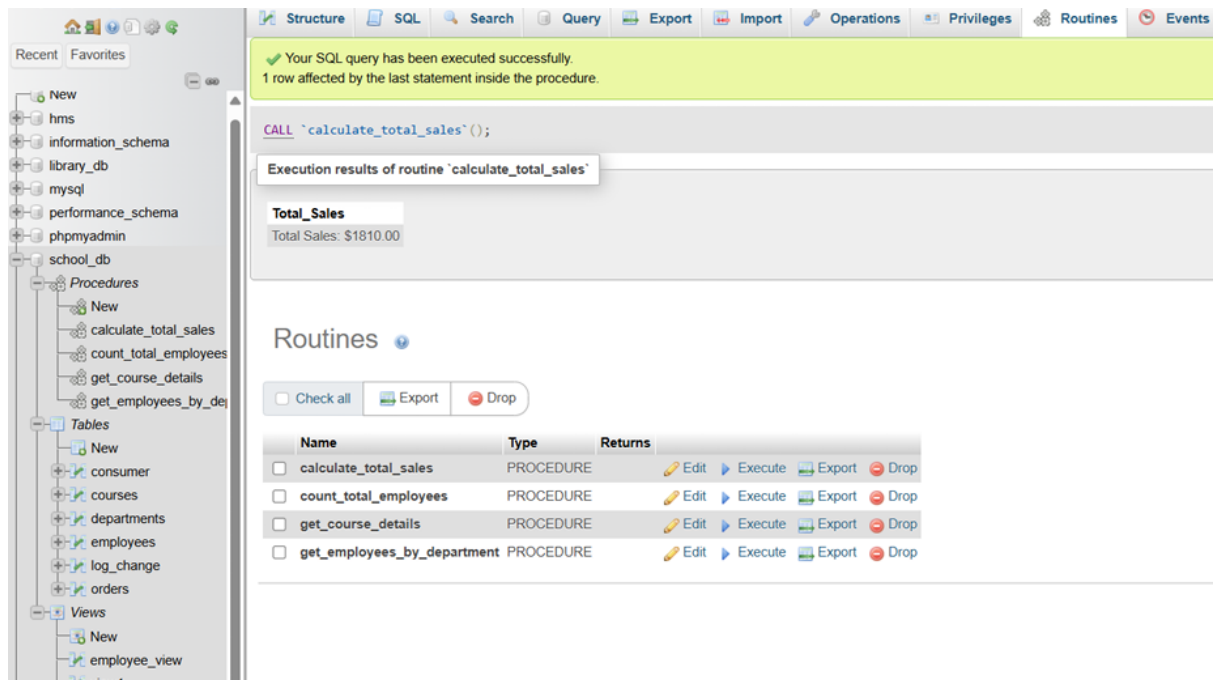 Recent Favorites
New
hms
information_schema
library_db
mysql
performance_schema
phpmyadmin
school_db
Procedures
New
calculate_total_sales
count_total_employees
get_course_details
get_employees_by_de
Tables
New
consumer
courses
departments
employees
log_change
orders
Views
New
employee_view
Structure SQL Search Query Export Import Operations Privileges Routines Events
Your SQL query has been executed successfully.
1 row affected by the last statement inside the procedure.
CALL `calculate_total_sales`();
Execution results of routine `calculate_total_sales`
Total_Sales
Total Sales: $1810.00
Routines
Check all Export Drop
Name Type Returns
calculate_total_sales PROCEDURE Edit Execute Export Drop
count_total_employees PROCEDURE Edit Execute Export Drop
get_course_details PROCEDURE Edit Execute Export Drop
get_employees_by_department PROCEDURE Edit Execute Export Drop